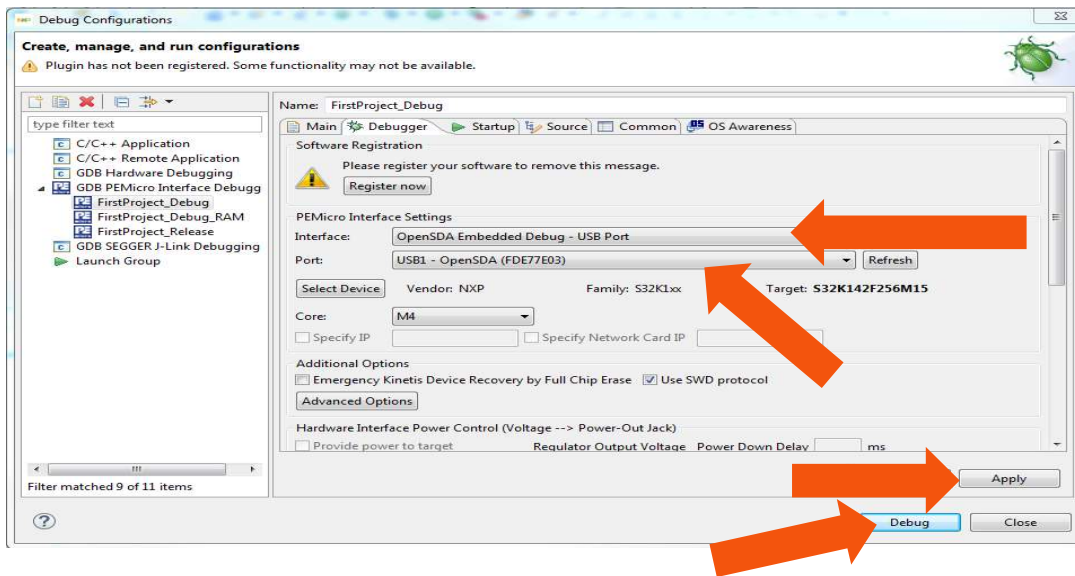 Debug Configurations
Create, manage, and run configurations
Plugin has not been registered. Some functionality may not be available.
type filter text
C/C++ Application
C/C++ Remote Application
GDB Hardware Debugging
GDB PEMicro Interface Debugg
FirstProject_Debug
FirstProject_Debug_RAM
FirstProject_Release
GDB SEGGER J-Link Debugging
Launch Group
Filter matched 9 of 11 items
Name: FirstProject_Debug
Main Debugger Startup Source Common OS Awareness
Software Registration
Please register your software to remove this message.
Register now
PEMicro Interface Settings
Interface: OpenSDA Embedded Debug - USB Port
Port: USB1 - OpenSDA (FDE77E03) Refresh
Select Device Vendor: NXP Family: S32K1xx Target: S32K142F256M15
Core: M4
Specify IP Specify Network Card IP
Additional Options
Emergency Kinetis Device Recovery by Full Chip Erase Use SWD protocol
Advanced Options
Hardware Interface Power Control (Voltage --> Power-Out Jack)
Provide power to target Regulator Output Voltage Power Down Delay ms
Apply
Debug Close